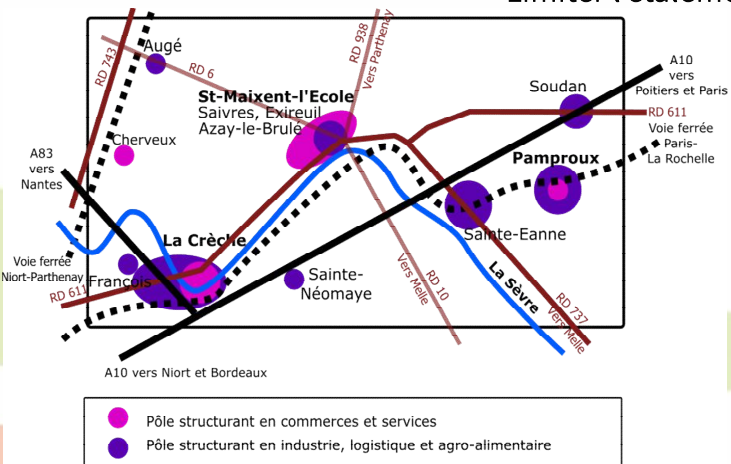 RD 938
Vers Parthenay
Augé
RD 743
RD 6
A10
vers
Poitiers et Paris
Soudan
St-Maixent-l'Ecole
Saivres, Exireuil
Azay-le-Brulé
RD 611
Voie ferrée
Paris-
La Rochelle
Cherveux
Pamproux
A83
vers
Nantes
La Crèche
Sainte-Eanne
Voie ferrée
Niort-Parthenay
François
Sainte-
Néomaye
RD 10
Vers Melle
La Sèvre
RD 611
RD 737
Vers Melle
A10 vers Niort et Bordeaux
Pôle structurant en commerces et services
Pôle structurant en industrie, logistique et agro-alimentaire